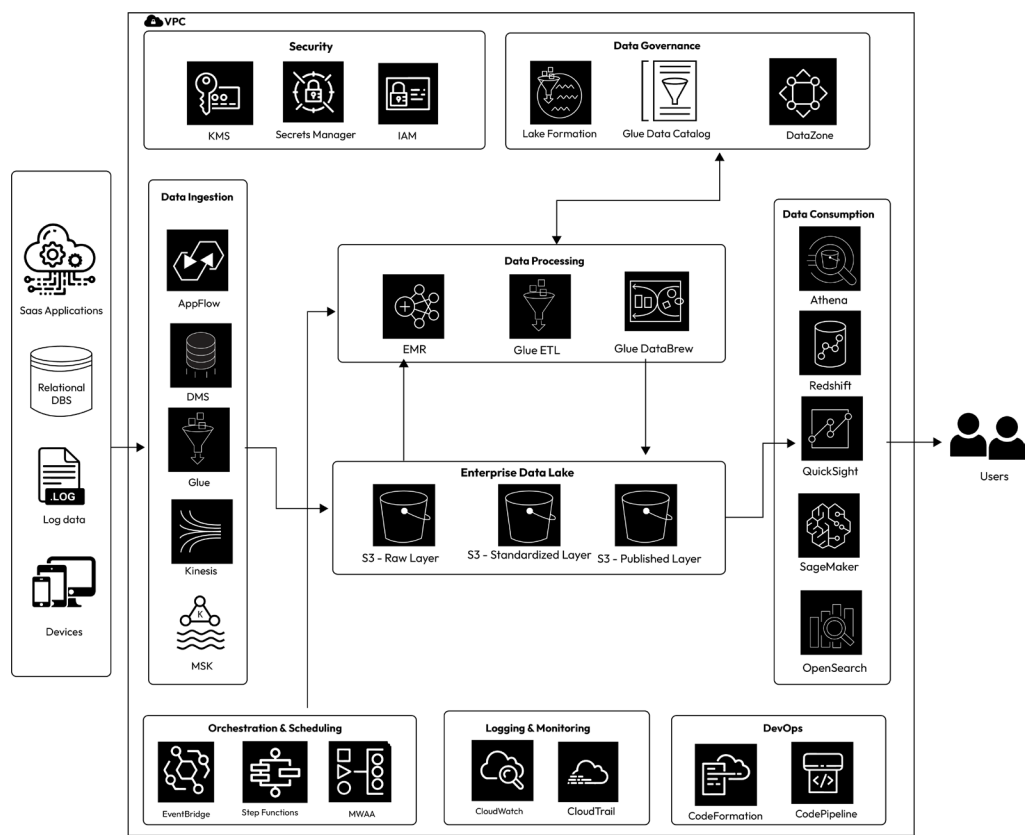 VPC
Security
KMS
Secrets Manager
IAM
Data Governance
Lake Formation
Glue Data Catalog
DataZone
Saas Applications
Relational
DBS
.LOG
Log data
Devices
Data Ingestion
AppFlow
DMS
Glue
Kinesis
K
MSK
Data Processing
EMR
Glue ETL
Glue DataBrew
Enterprise Data Lake
S3 - Raw Layer
S3 - Standardized Layer
S3 - Published Layer
Data Consumption
Athena
Redshift
QuickSight
SageMaker
OpenSearch
Users
Orchestration & Scheduling
EventBridge
Step Functions
MWAA
Logging & Monitoring
CloudWatch
CloudTrail
DevOps
CodeFormation
</>
CodePipeline